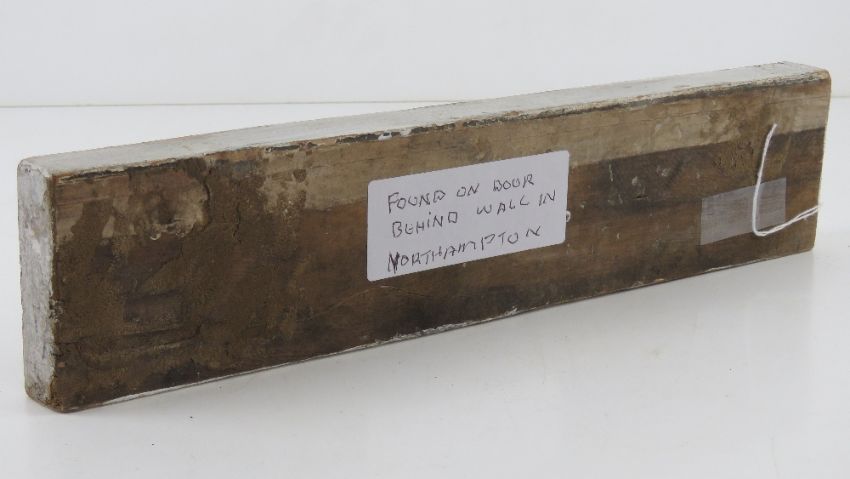 FOUND ON DOOR
BEHIND WALL IN
NORTHAMPTON